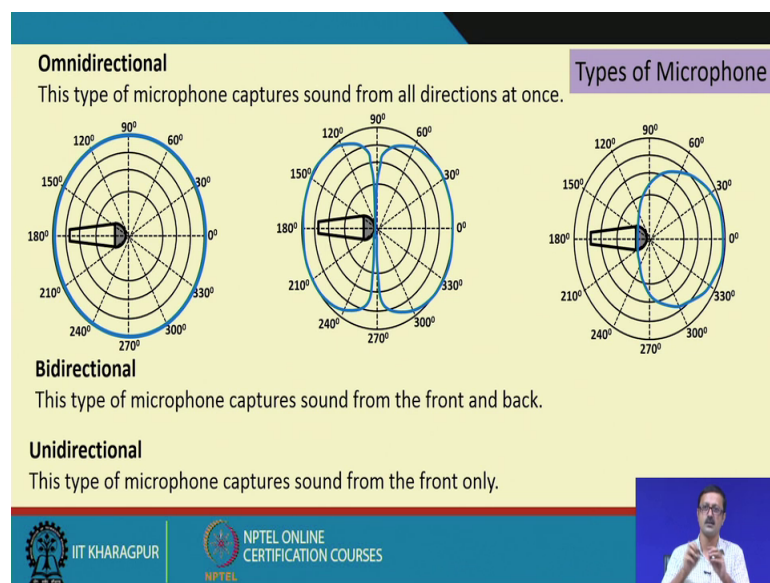 Omnidirectional
Types of Microphone
This type of microphone captures sound from all directions at once.
90⁰
120⁰ 60⁰
150⁰ 30⁰
180⁰ 0⁰
210⁰ 330⁰
240⁰ 300⁰
270⁰
90⁰
120⁰ 60⁰
150⁰ 30⁰
180⁰ 0⁰
210⁰ 330⁰
240⁰ 300⁰
270⁰
90⁰
120⁰ 60⁰
150⁰ 30⁰
180⁰ 0⁰
210⁰ 330⁰
240⁰ 300⁰
270⁰
Bidirectional
This type of microphone captures sound from the front and back.
Unidirectional
This type of microphone captures sound from the front only.
IIT KHARAGPUR
NPTEL
NPTEL ONLINE
CERTIFICATION COURSES